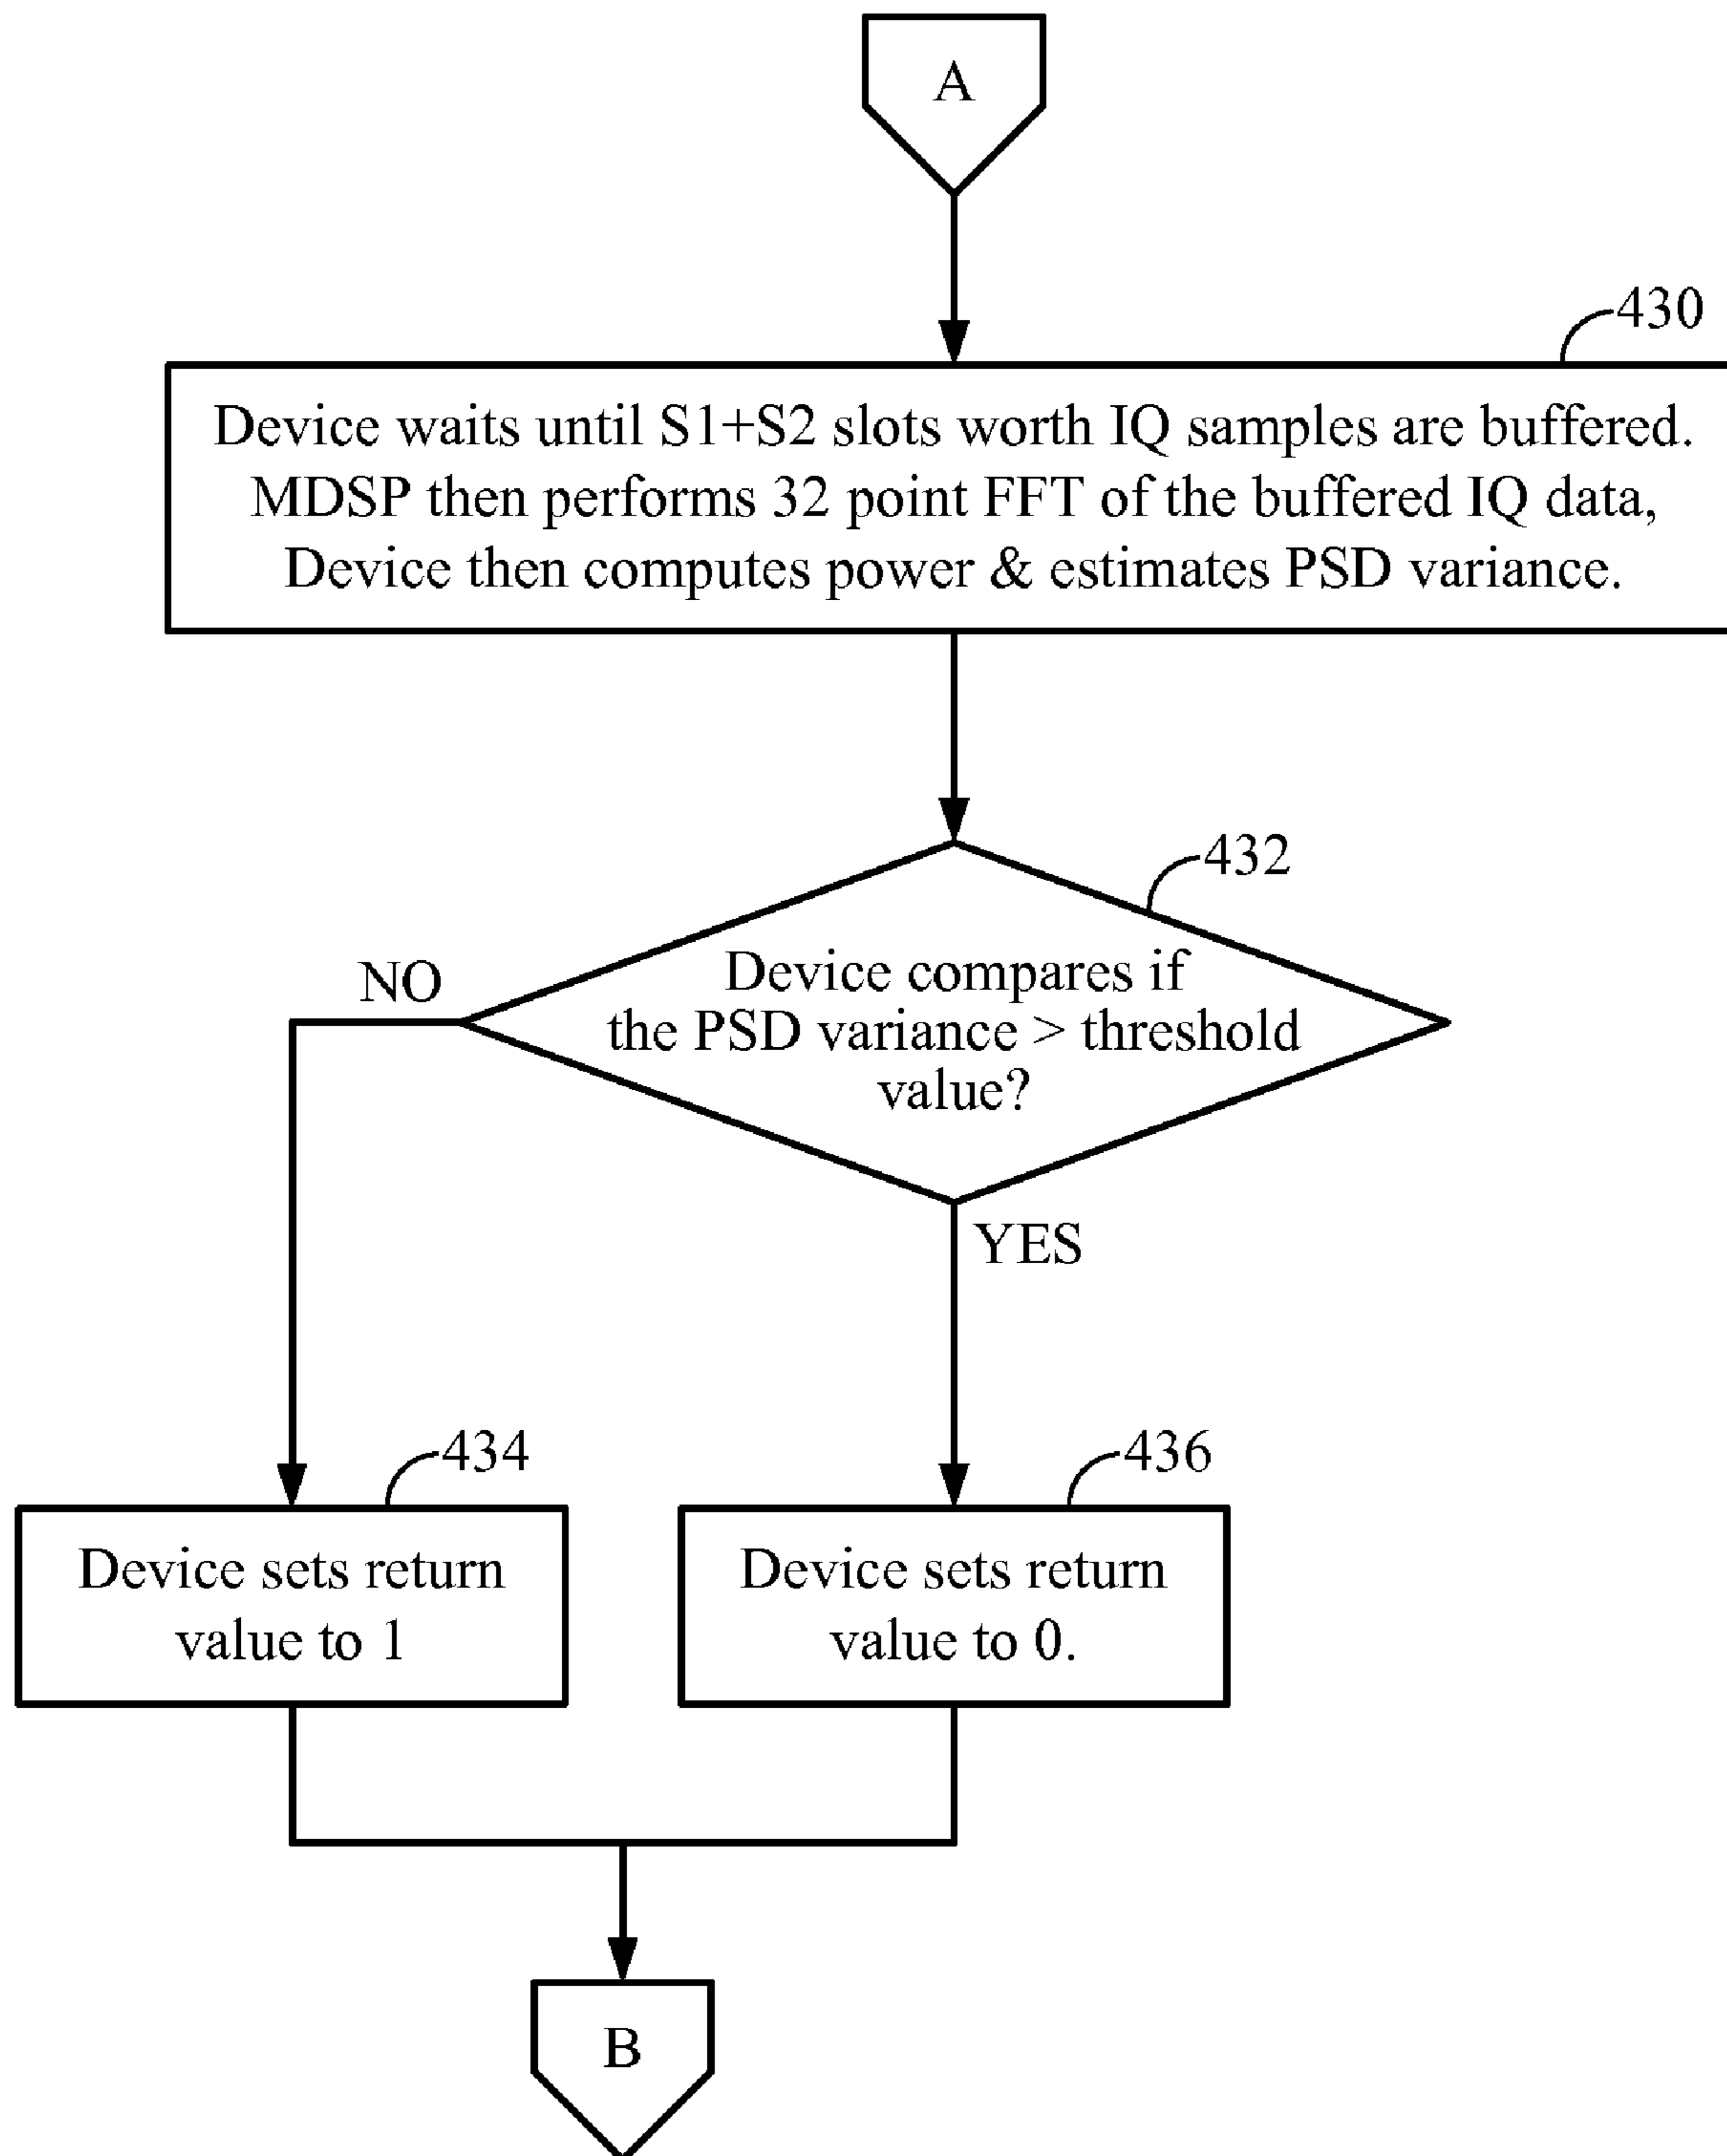 A
430
Device waits until S1+S2 slots worth IQ samples are buffered.
MDSP then performs 32 point FFT of the buffered IQ data,
Device then computes power & estimates PSD variance.
432
NO
Device compares if
the PSD variance > threshold
value?
YES
434
436
Device sets return
value to 1
Device sets return
value to 0.
B